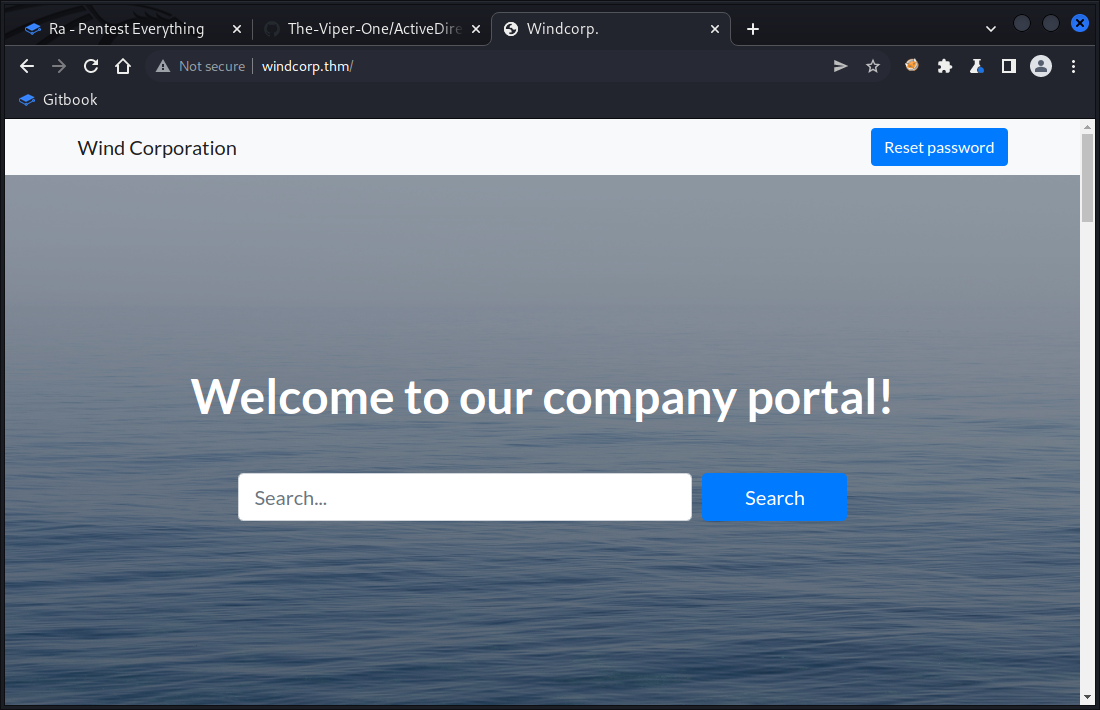 Ra - Pentest Everything
The-Viper-One/ActiveDire
Windcorp.
Not secure
windcorp.thm/
Gitbook
Wind Corporation
Reset password
Welcome to our company portal!
Search...
Search